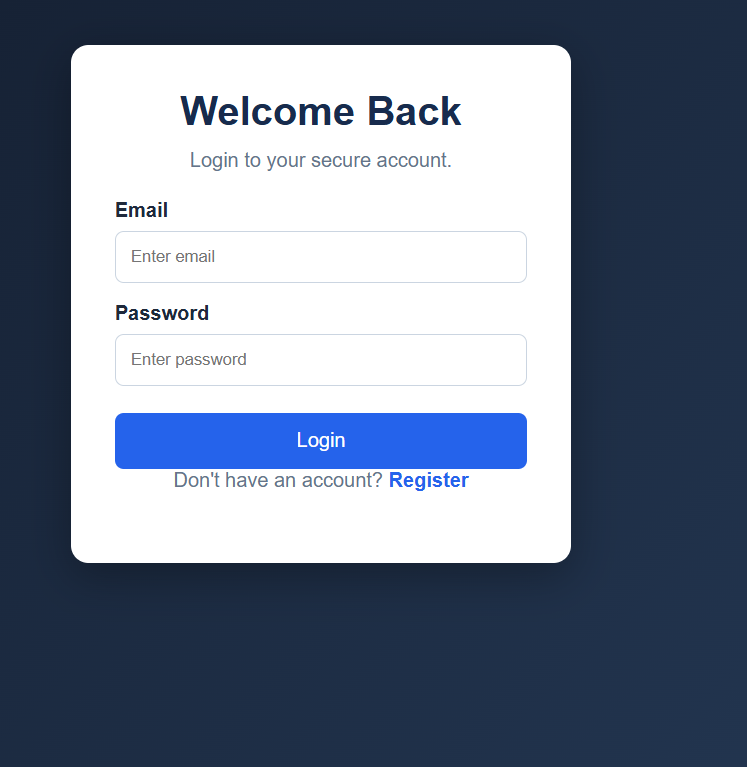 Welcome Back
Login to your secure account.
Email
Enter email
Password
Enter password
Login
Don't have an account? Register